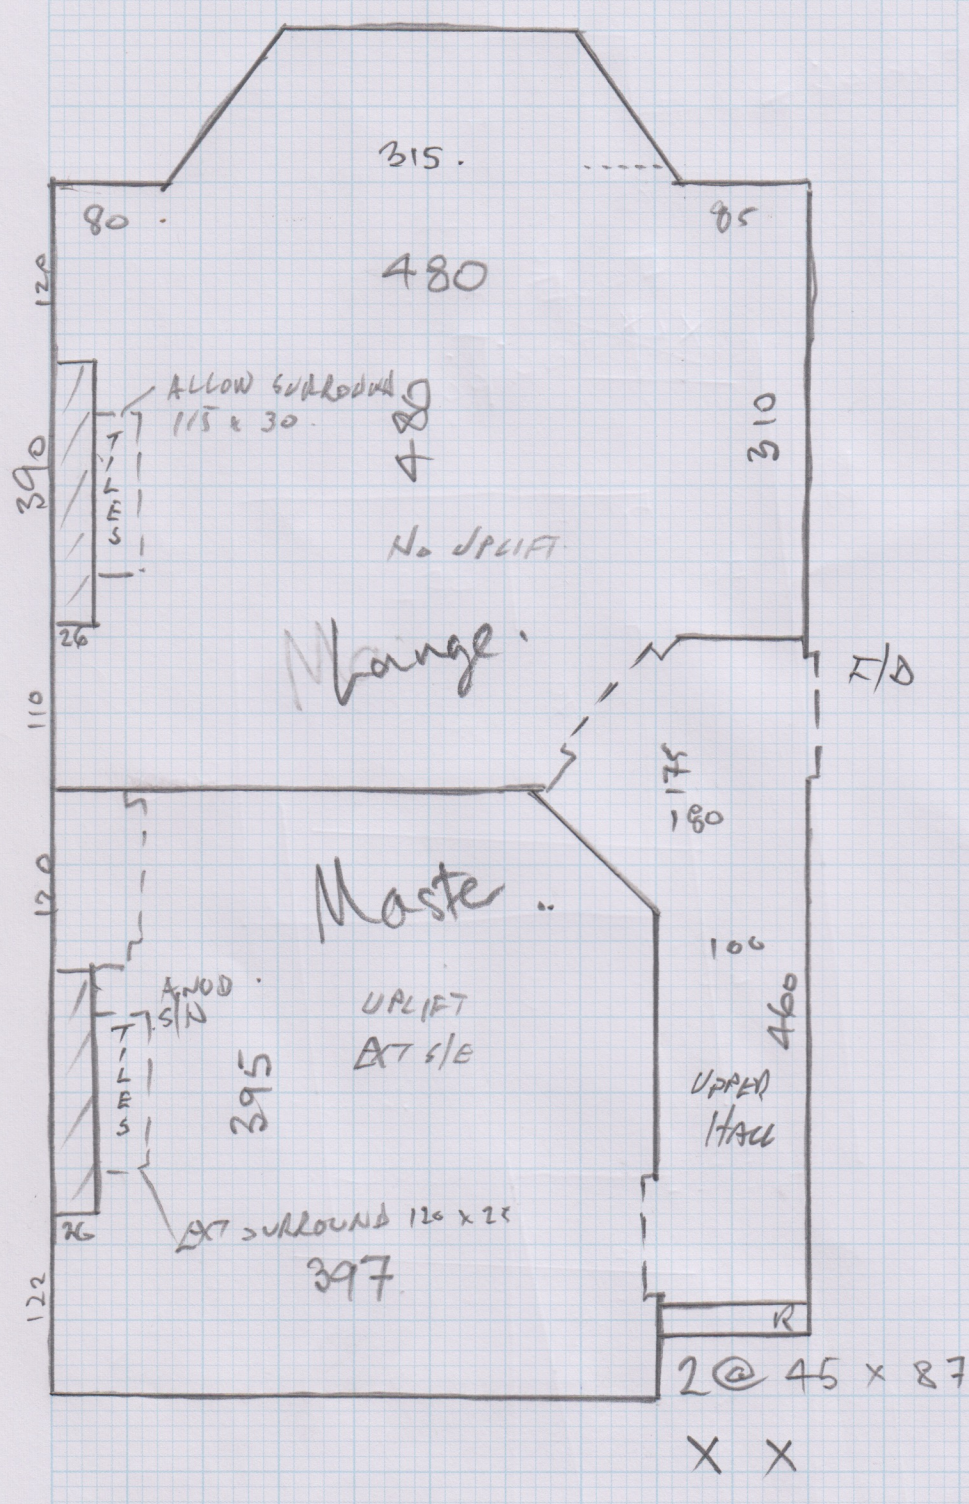 315.
80
85
120
480
ALLOW SURROUND
115 x 30
480
310
390
TILES
No UPLIFT
26
Lounge.
E/D
110
175
180
120
Master ..
100
460
UPLIFT
EXT S/E
S/N
TILES
395
UPPER
HALL
EXT SURROUND 120 x 25
26
397
122
R
2 @ 45 x 87
X X